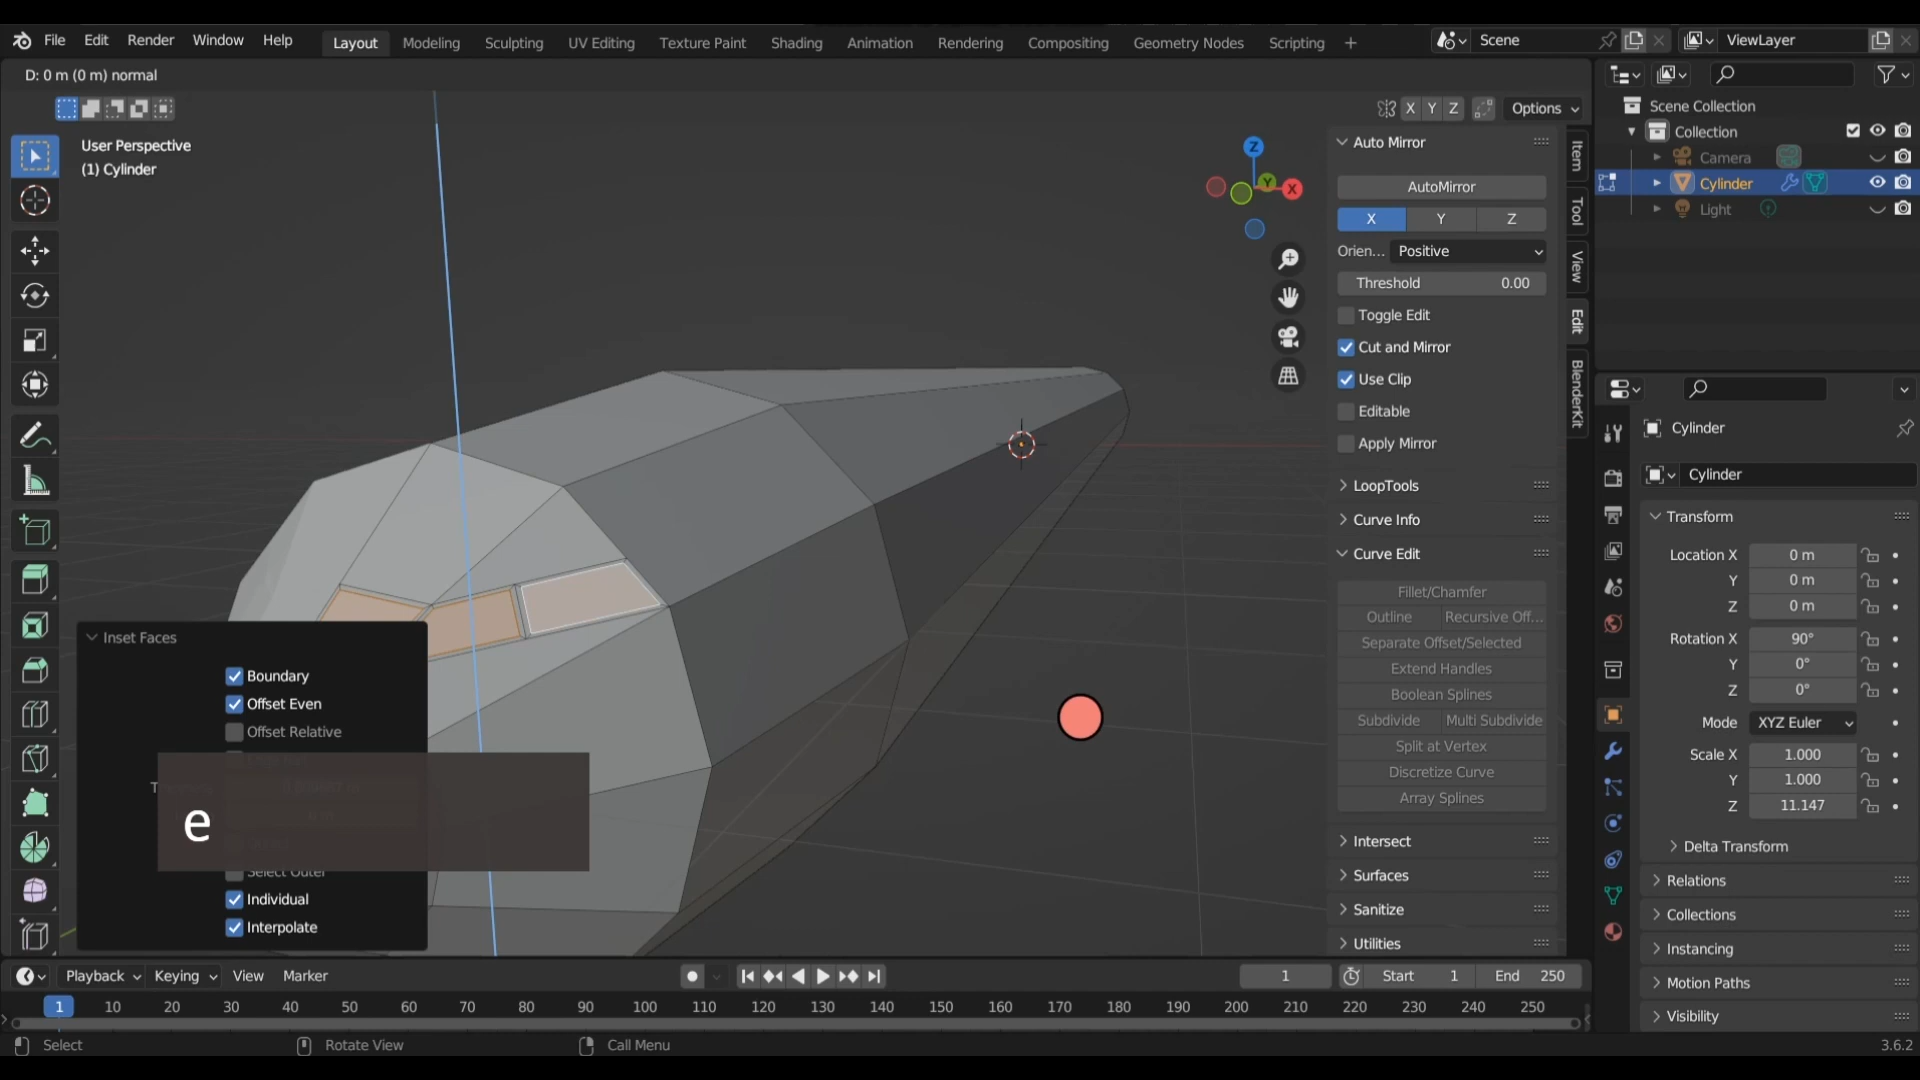 File Edit Render Window Help Layout Modeling Sculpting UV Editing Texture Paint Shading Animation Rendering Compositing Geometry Nodes Scripting + Scene ViewLayer
D: 0 m (0 m) normal
X Y Z Options
User Perspective
(1) Cylinder
Z
Y
X
Auto Mirror
AutoMirror
X Y Z
Orien... Positive
Threshold 0.00
Toggle Edit
Cut and Mirror
Use Clip
Editable
Apply Mirror
LoopTools
Curve Info
Curve Edit
Fillet/Chamfer
Outline Recursive Off...
Separate Offset/Selected
Extend Handles
Boolean Splines
Subdivide Multi Subdivide
Split at Vertex
Discretize Curve
Array Splines
Intersect
Surfaces
Sanitize
Utilities
Item
Tool
View
Edit
BlenderKit
Scene Collection
Collection
Camera
Cylinder
Light
Cylinder
Cylinder
Transform
Location X 0 m
Y 0 m
Z 0 m
Rotation X 90°
Y 0°
Z 0°
Mode XYZ Euler
Scale X 1.000
Y 1.000
Z 11.147
Delta Transform
Relations
Collections
Instancing
Motion Paths
Visibility
Inset Faces
Boundary
Offset Even
Offset Relative
e
Select Outer
Individual
Interpolate
Playback Keying View Marker 1 Start 1 End 250
1 10 20 30 40 50 60 70 80 90 100 110 120 130 140 150 160 170 180 190 200 210 220 230 240 250
Select Rotate View Call Menu 3.6.2